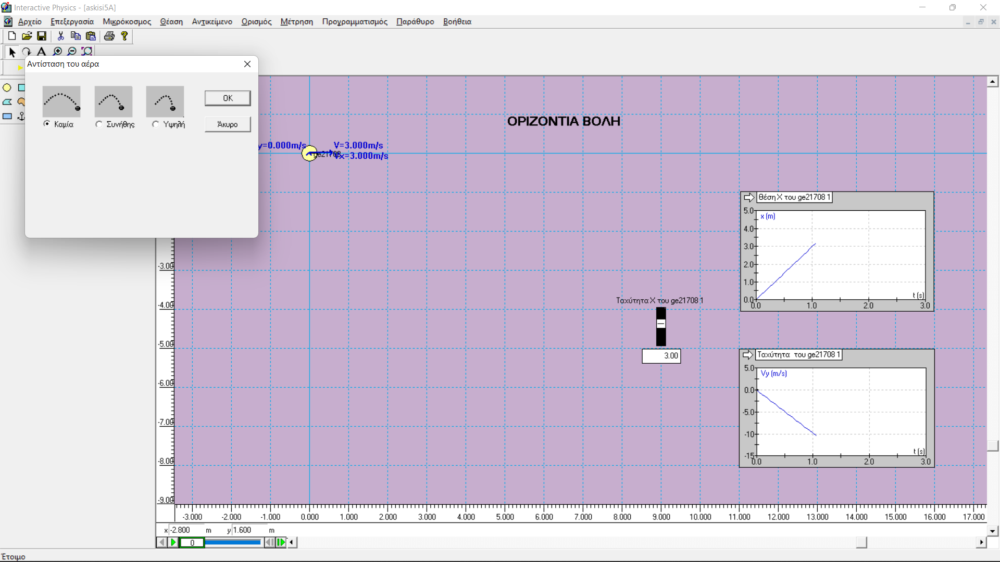 Interactive Physics - [askisi5A]
Αρχείο Επεξεργασία Μικρόκοσμος Θέαση Αντικείμενο Ορισμός Μέτρηση Προγραμματισμός Παράθυρο Βοήθεια
Αντίσταση του αέρα
OK
Καμία Συνήθης Υψηλή Άκυρο
ΟΡΙΖΟΝΤΙΑ ΒΟΛΗ
y=0.000m/s V=3.000m/s
Vx=3.000m/s
Θέση X του ge21708 1
5.0 x (m)
4.0
3.0
2.0
1.0
0.0 t (s)
0.0 1.0 2.0 3.0
Ταχύτητα X του ge21708 1
3.00
Ταχύτητα του ge21708 1
5.0 Vy (m/s)
0.0
-5.0
-10
-15 t (s)
0.0 1.0 2.0 3.0
-3.00
-4.00
-5.00
-6.00
-7.00
-8.00
-9.00
-3.000 -2.000 -1.000 0.000 1.000 2.000 3.000 4.000 5.000 6.000 7.000 8.000 9.000 10.000 11.000 12.000 13.000 14.000 15.000 16.000 17.000
x -2.800 m y 1.600 m
0
Έτοιμο